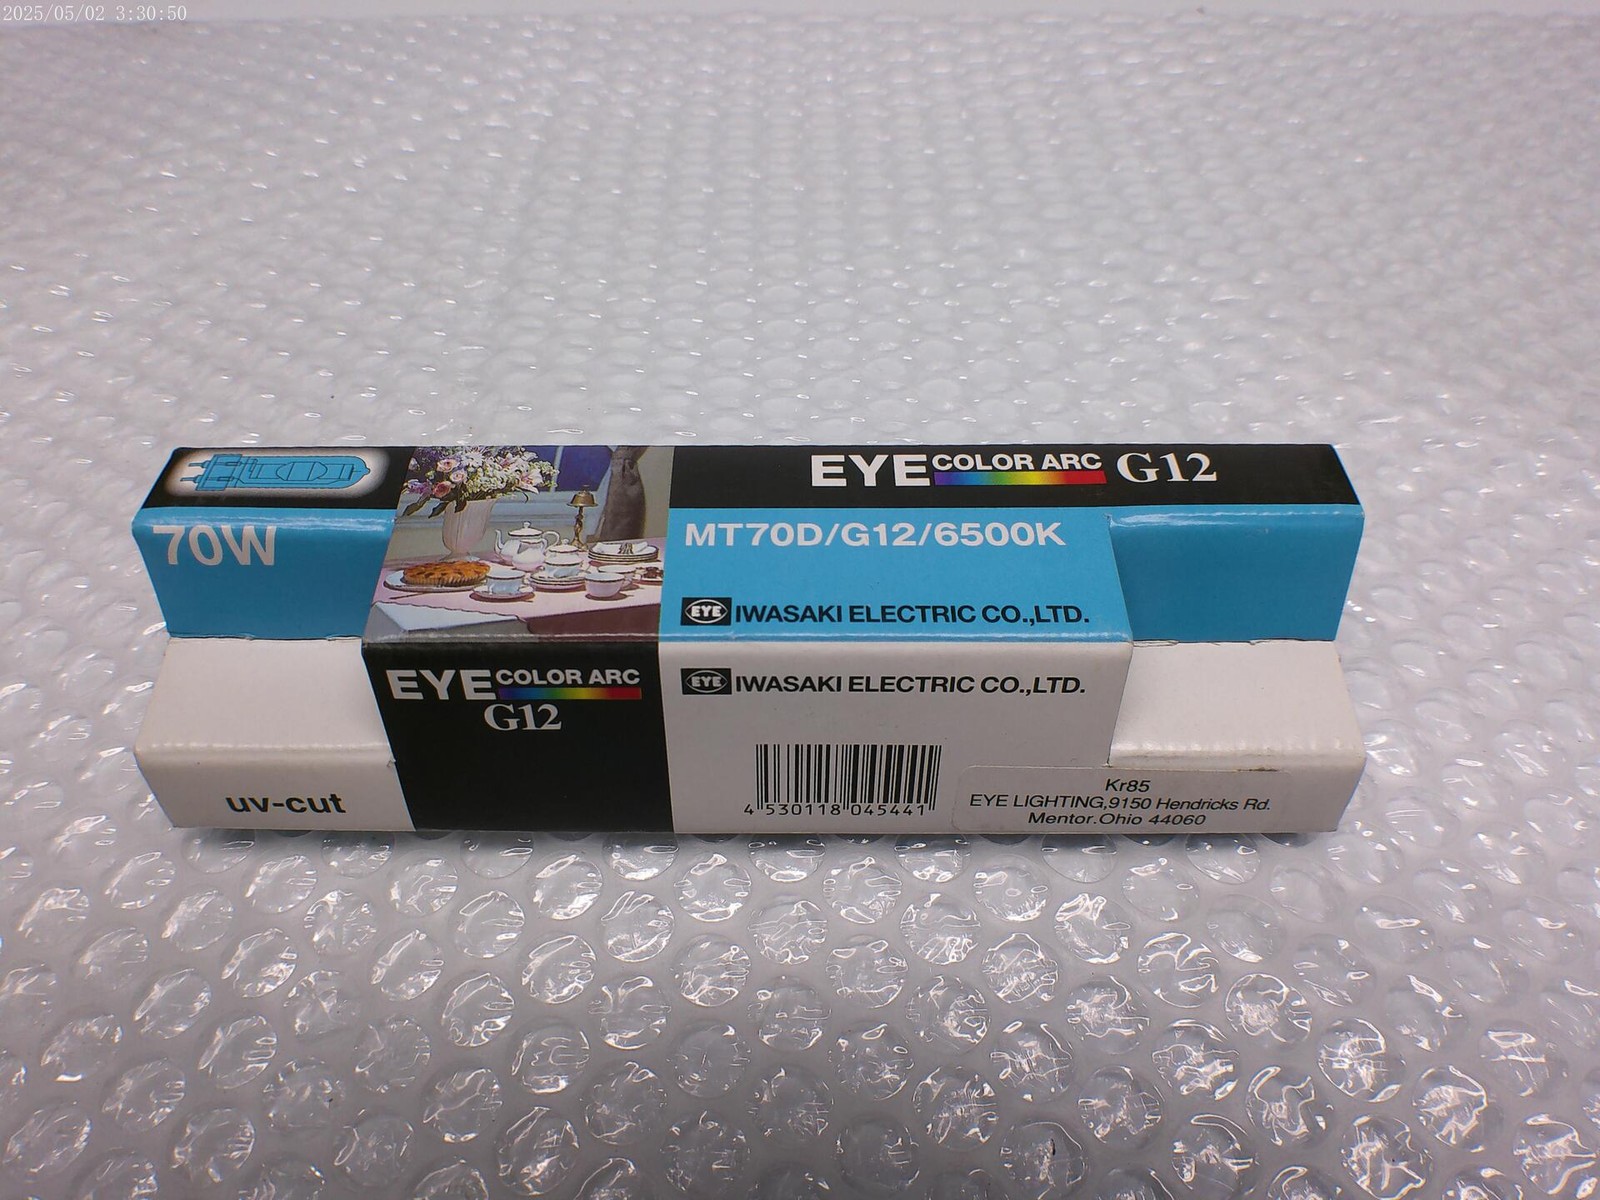 2025/05/02 3:30:50
EYE COLOR ARC G12
70W
MT70D/G12/6500K
EYE IWASAKI ELECTRIC CO.,LTD.
EYE COLOR ARC
G12
EYE IWASAKI ELECTRIC CO.,LTD.
uv-cut
4 530118 045441
Kr85
EYE LIGHTING,9150 Hendricks Rd.
Mentor.Ohio 44060